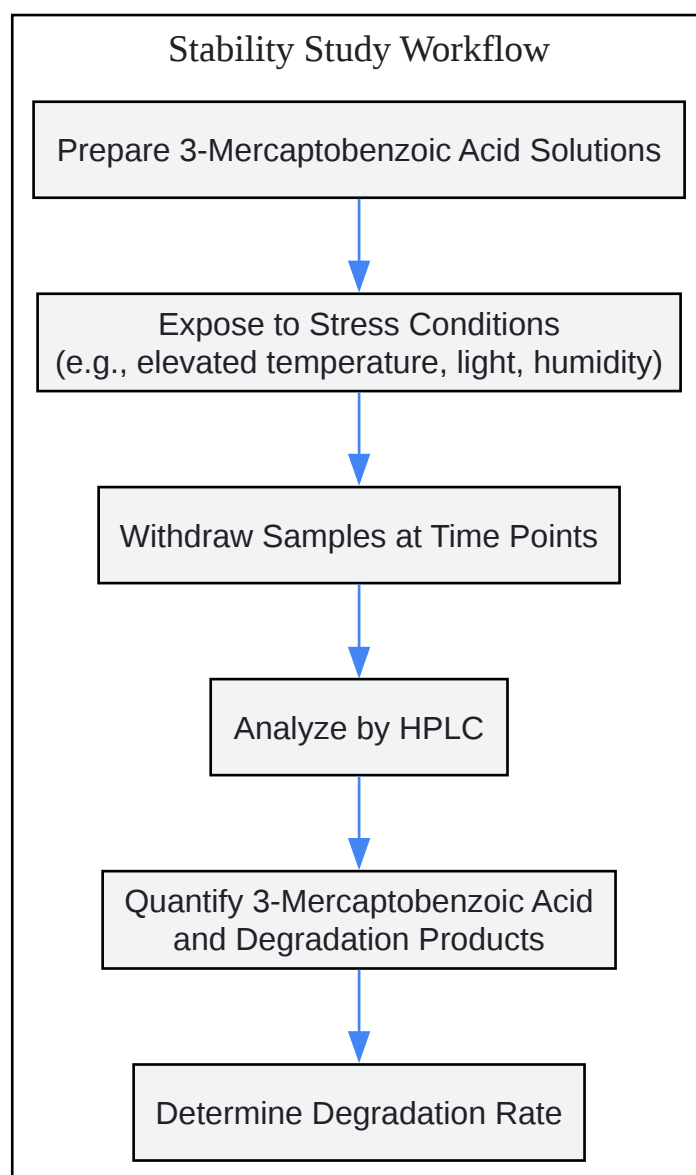 Stability Study Workflow
Prepare 3-Mercaptobenzoic Acid Solutions
Expose to Stress Conditions
(e.g., elevated temperature, light, humidity)
Withdraw Samples at Time Points
Analyze by HPLC
Quantify 3-Mercaptobenzoic Acid
and Degradation Products
Determine Degradation Rate